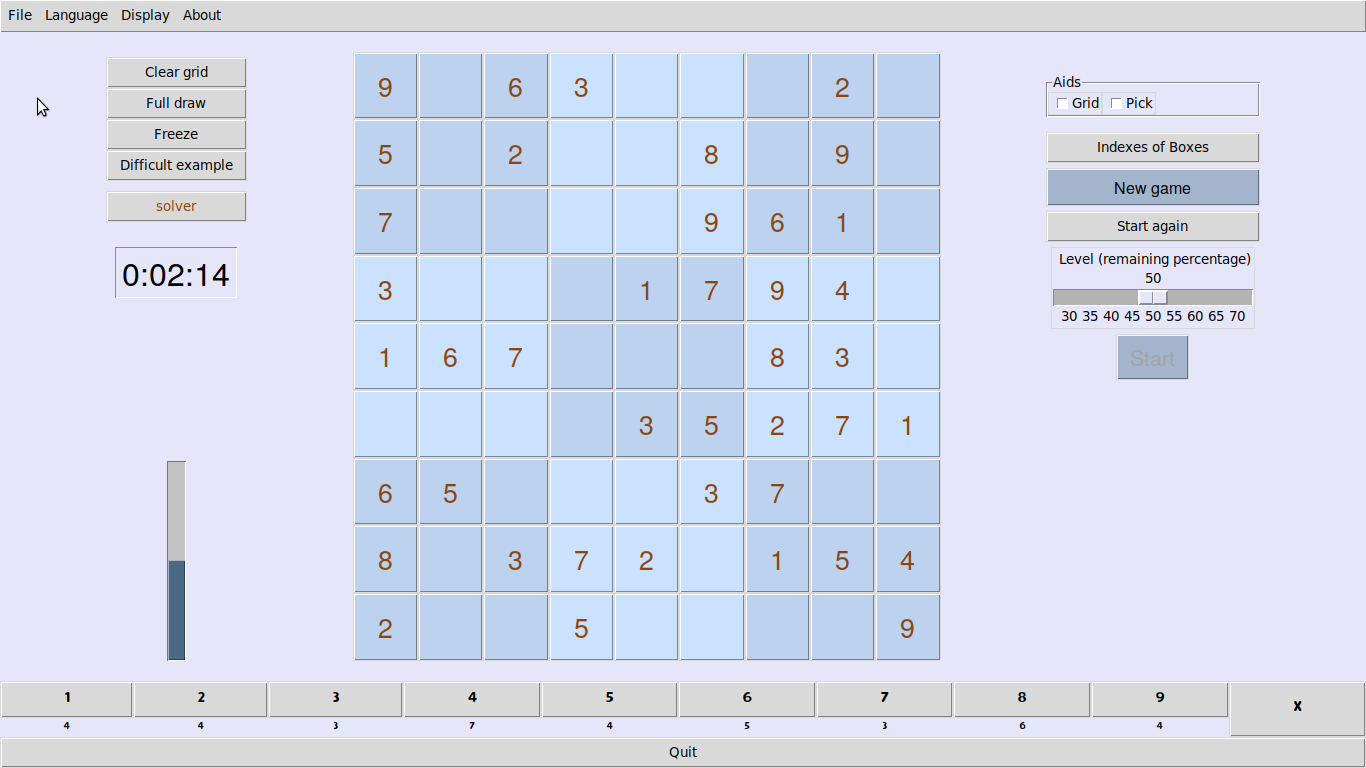 File Language Display About
Clear grid
Full draw
Freeze
Difficult example
solver
0:02:14
9 6 3 2
5 2 8 9
7 9 6 1
3 1 7 9 4
1 6 7 8 3
3 5 2 7 1
6 5 3 7
8 3 7 2 1 5 4
2 5 9
Aids
Grid Pick
Indexes of Boxes
New game
Start again
Level (remaining percentage)
50
30 35 40 45 50 55 60 65 70
Start
1 2 3 4 5 6 7 8 9 x
4 4 3 7 4 5 3 6 4
Quit